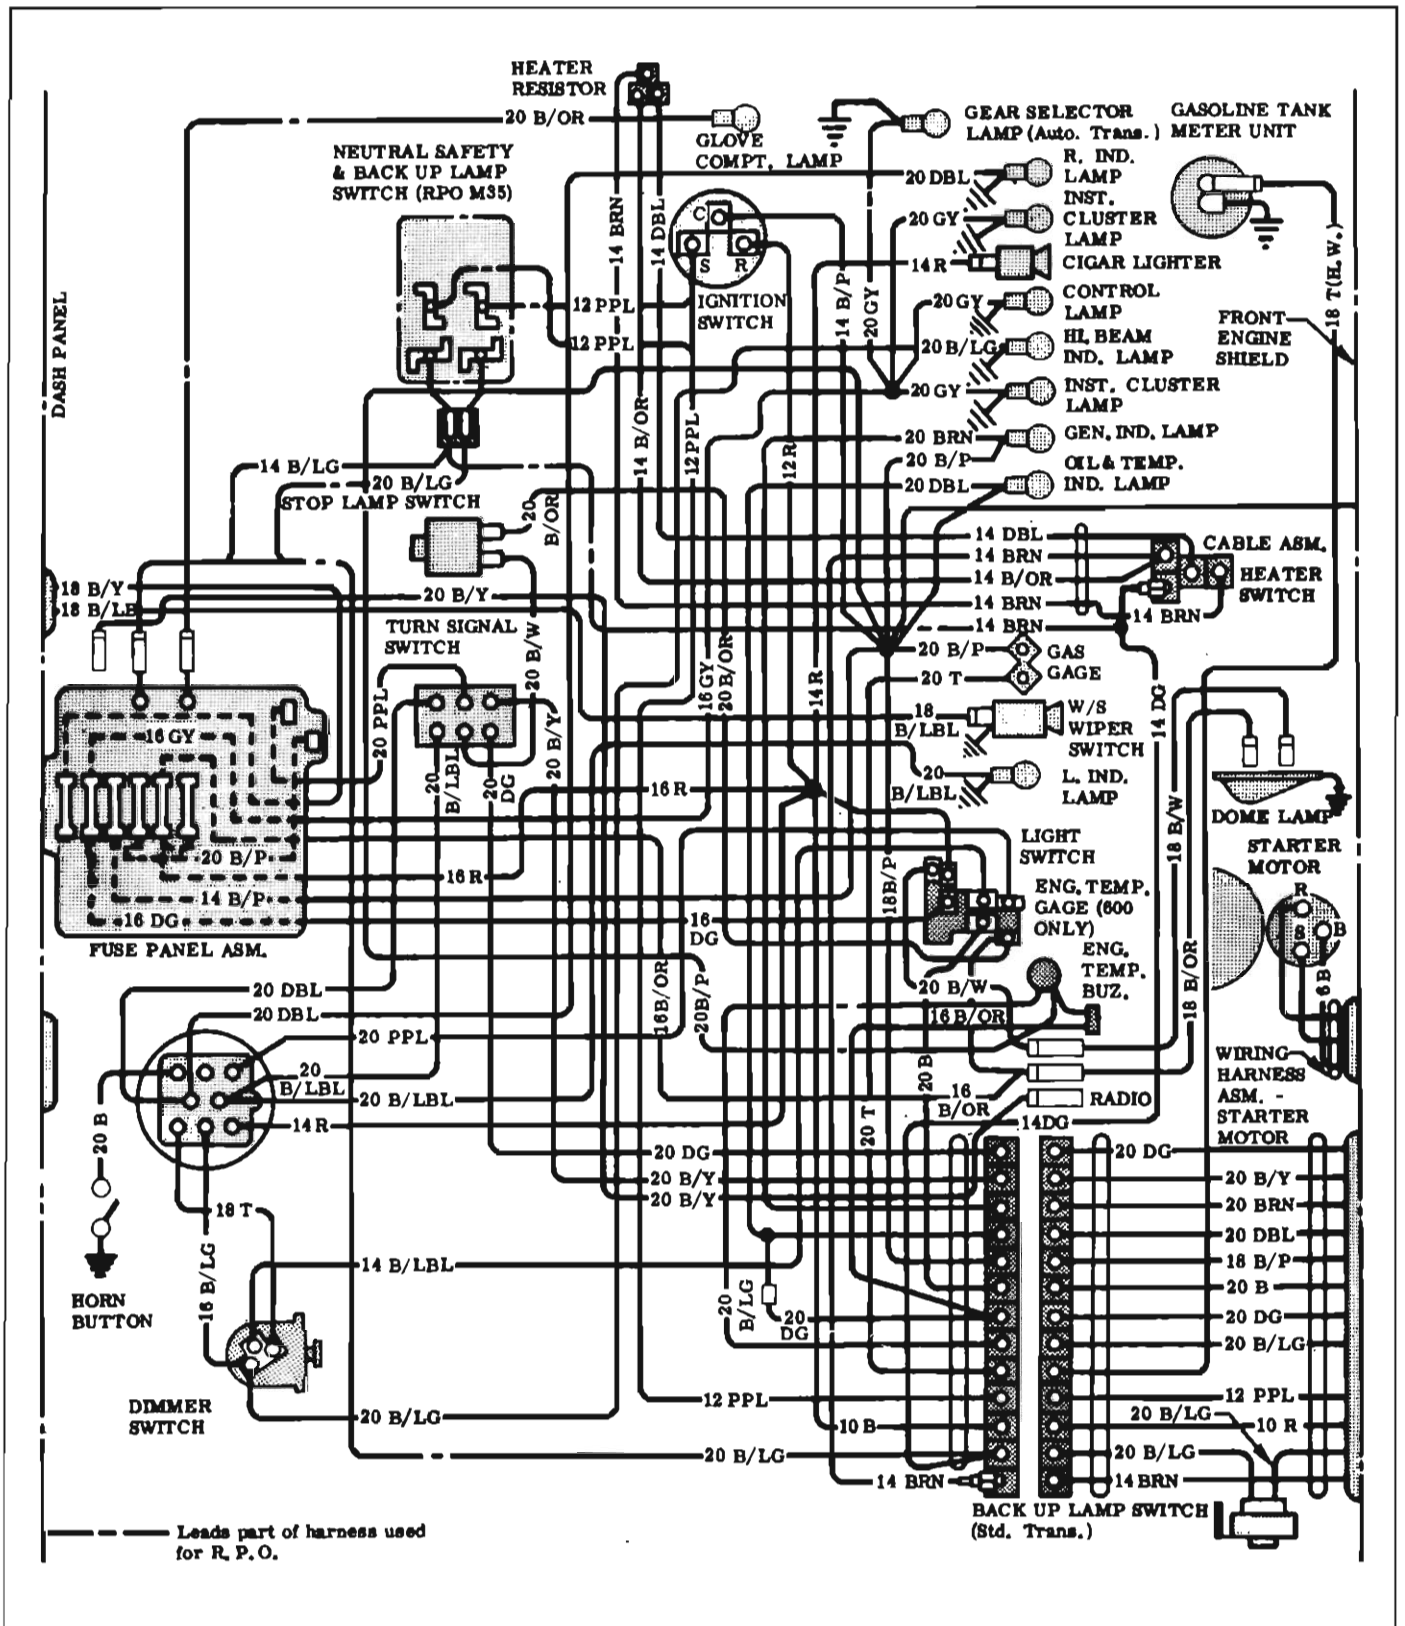 HEATER
RESISTOR
20 B/OR
GLOVE
COMPT. LAMP
GEAR SELECTOR
LAMP (Auto. Trans.)
GASOLINE TANK
METER UNIT
NEUTRAL SAFETY
& BACK UP LAMP
SWITCH (RPO M35)
20 DBL
R. IND.
LAMP
INST.
CLUSTER
LAMP
20 GY
14 R
CIGAR LIGHTER
14 BRN
14 DBL
C
S
R
IGNITION
SWITCH
14 B/P
20GY
12 PPL
12 PPL
20GY
CONTROL
LAMP
20 B/LG
HI. BEAM
IND. LAMP
20 GY
INST. CLUSTER
LAMP
18 T(H.W.)
FRONT
ENGINE
SHIELD
DASH PANEL
14 B/OR
12PPL
12R
20 BRN
GEN. IND. LAMP
20 B/P
20 DBL
OIL & TEMP.
IND. LAMP
14 B/LG
20 B/LG
STOP LAMP SWITCH
20
B/OR
14 DBL
14 BRN
14 B/OR
14 BRN
14 BRN
CABLE ASM.
HEATER
SWITCH
14 BRN
18 B/Y
18 B/LB
20 B/Y
TURN SIGNAL
SWITCH
20 B/W
20 B/P
20 T
GAS
GAGE
20 PPL
20 B/Y
16 GY
20 B/OR
14 R
14 DG
18
B/LBL
W/S
WIPER
SWITCH
16 GY
20
B/LBL
20
DG
16 R
20
B/LBL
L. IND.
LAMP
DOME LAMP
18 B/W
20 B/P
16 R
14 B/P
16 DG
FUSE PANEL ASM.
16
DG
18B/P
LIGHT
SWITCH
ENG. TEMP.
GAGE (600
ONLY)
ENG.
TEMP.
BUZ.
STARTER
MOTOR
R
S
B
6 B
18 B/OR
20 DBL
20 DBL
16B/OR
20B/P
20 B/W
16 B/OR
20 PPL
20
B/LBL
20 B/LBL
14 R
20 B
20 B
20 T
16
B/OR
RADIO
14DG
WIRING
HARNESS
ASM. -
STARTER
MOTOR
20 DG
20 B/Y
20 B/Y
20 DG
20 B/Y
20 BRN
20 DBL
18 B/P
20 B
20 DG
20 B/LG
18 T
16 B/LG
14 B/LBL
HORN
BUTTON
20
B/LG
20
DG
DIMMER
SWITCH
20 B/LG
12 PPL
10 B
20 B/LG
14 BRN
12 PPL
20 B/LG
10 R
20 B/LG
14 BRN
BACK UP LAMP SWITCH
(Std. Trans.)
Leads part of harness used
for R. P. O.